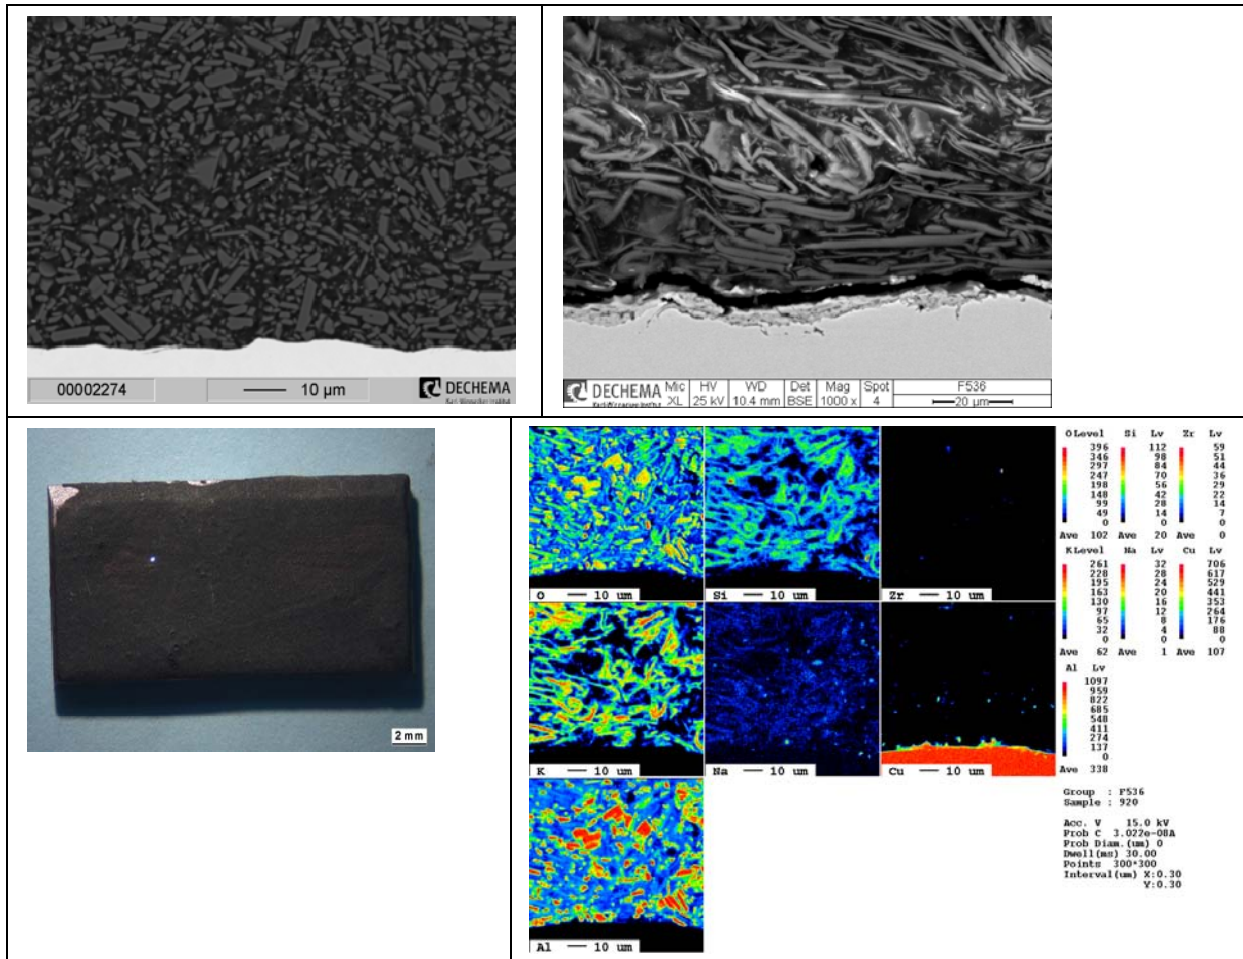 00002274
10 µm
DECHEMA
DECHEMA
Mic HV WD Det Mag Spot F536
XL 25 kV 10.4 mm BSE 1000 x 4 20 µm
2 mm
O 10 um
Si 10 um
Zr 10 um
K 10 um
Na 10 um
Cu 10 um
Al 10 um
O Level Si Lv Zr Lv
396 112 59
346 98 51
297 84 44
247 70 36
198 56 29
148 42 22
99 28 14
49 14 7
0 0 0
Ave 102 Ave 20 Ave 0
K Level Na Lv Cu Lv
261 32 706
228 28 617
195 24 529
163 20 441
130 16 353
97 12 264
65 8 176
32 4 88
0 0 0
Ave 62 Ave 1 Ave 107
Al Lv
1097
959
822
685
548
411
274
137
0
Ave 338
Group : F536
Sample : 920
Acc. V 15.0 kV
Prob C 3.022e-08A
Prob Diam.(um) 0
Dwell(ms) 30.00
Points 300*300
Interval(um) X:0.30
Y:0.30